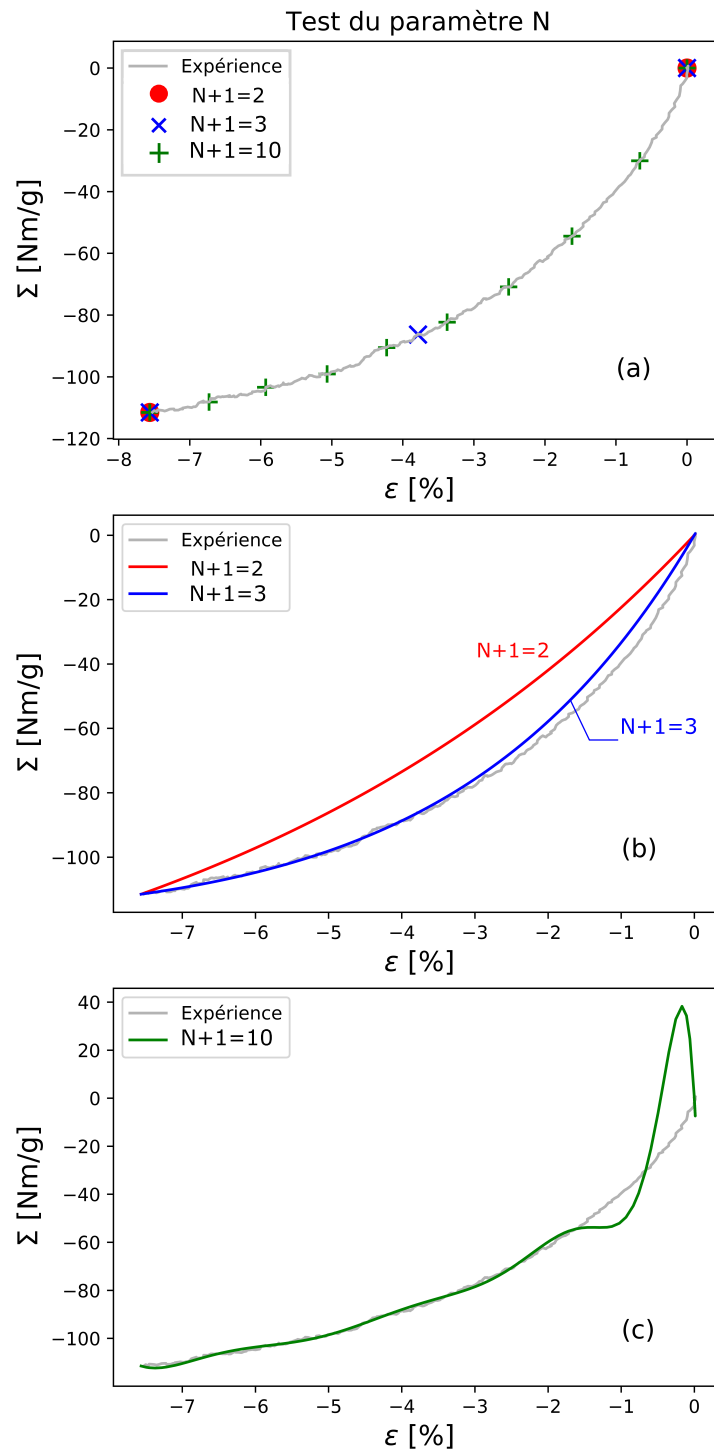 Test du paramètre N
Expérience
N+1=2
N+1=3
N+1=10
0
−20
−40
−60
−80
−100
−120
Σ [Nm/g]
(a)
−8 −7 −6 −5 −4 −3 −2 −1 0
ε [%]
Expérience
N+1=2
N+1=3
0
−20
−40
−60
−80
−100
Σ [Nm/g]
N+1=2
N+1=3
(b)
−7 −6 −5 −4 −3 −2 −1 0
ε [%]
Expérience
N+1=10
40
20
0
−20
−40
−60
−80
−100
Σ [Nm/g]
(c)
−7 −6 −5 −4 −3 −2 −1 0
ε [%]